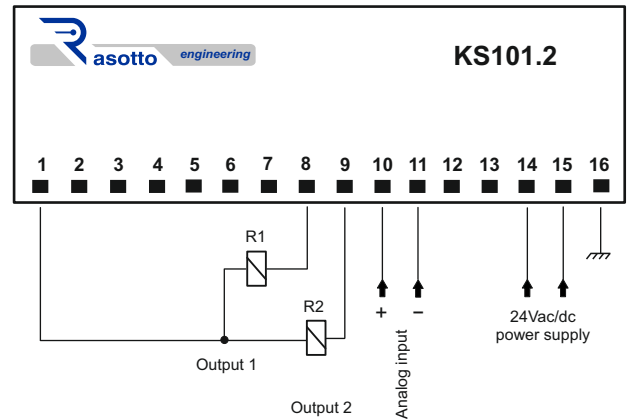 Rasotto engineering
KS101.2
1 2 3 4 5 6 7 8 9 10 11 12 13 14 15 16
R1
R2
+ −
24Vac/dc
power supply
Analog input
Output 1
Output 2